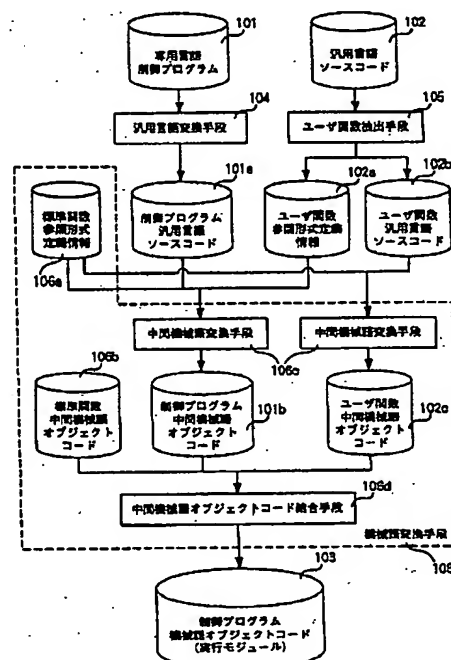 101
102
専用言語
制御プログラム
汎用言語
ソースコード
104
105
汎用言語変換手段
ユーザ関数抽出手段
101a
102a
102b
標準関数
参照形式
定義情報
106a
制御プログラム
汎用言語
ソースコード
ユーザ関数
参照形式定義
情報
ユーザ関数
汎用言語
ソースコード
中間機械語変換手段
中間機械語変換手段
106b
106c
標準関数
中間機械語
オブジェクト
コード
制御プログラム
中間機械語
オブジェクト
コード
101b
ユーザ関数
中間機械語
オブジェクト
コード
102c
中間機械語オブジェクトコード結合手段
106d
機械語変換手段
106
103
制御プログラム
機械語オブジェクトコード
(実行モジュール)